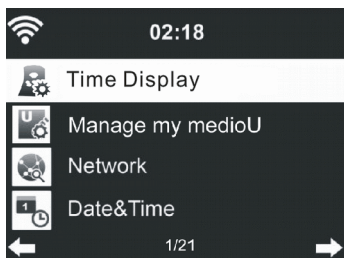 02:18
Time Display
Manage my medioU
Network
Date&Time
1/21